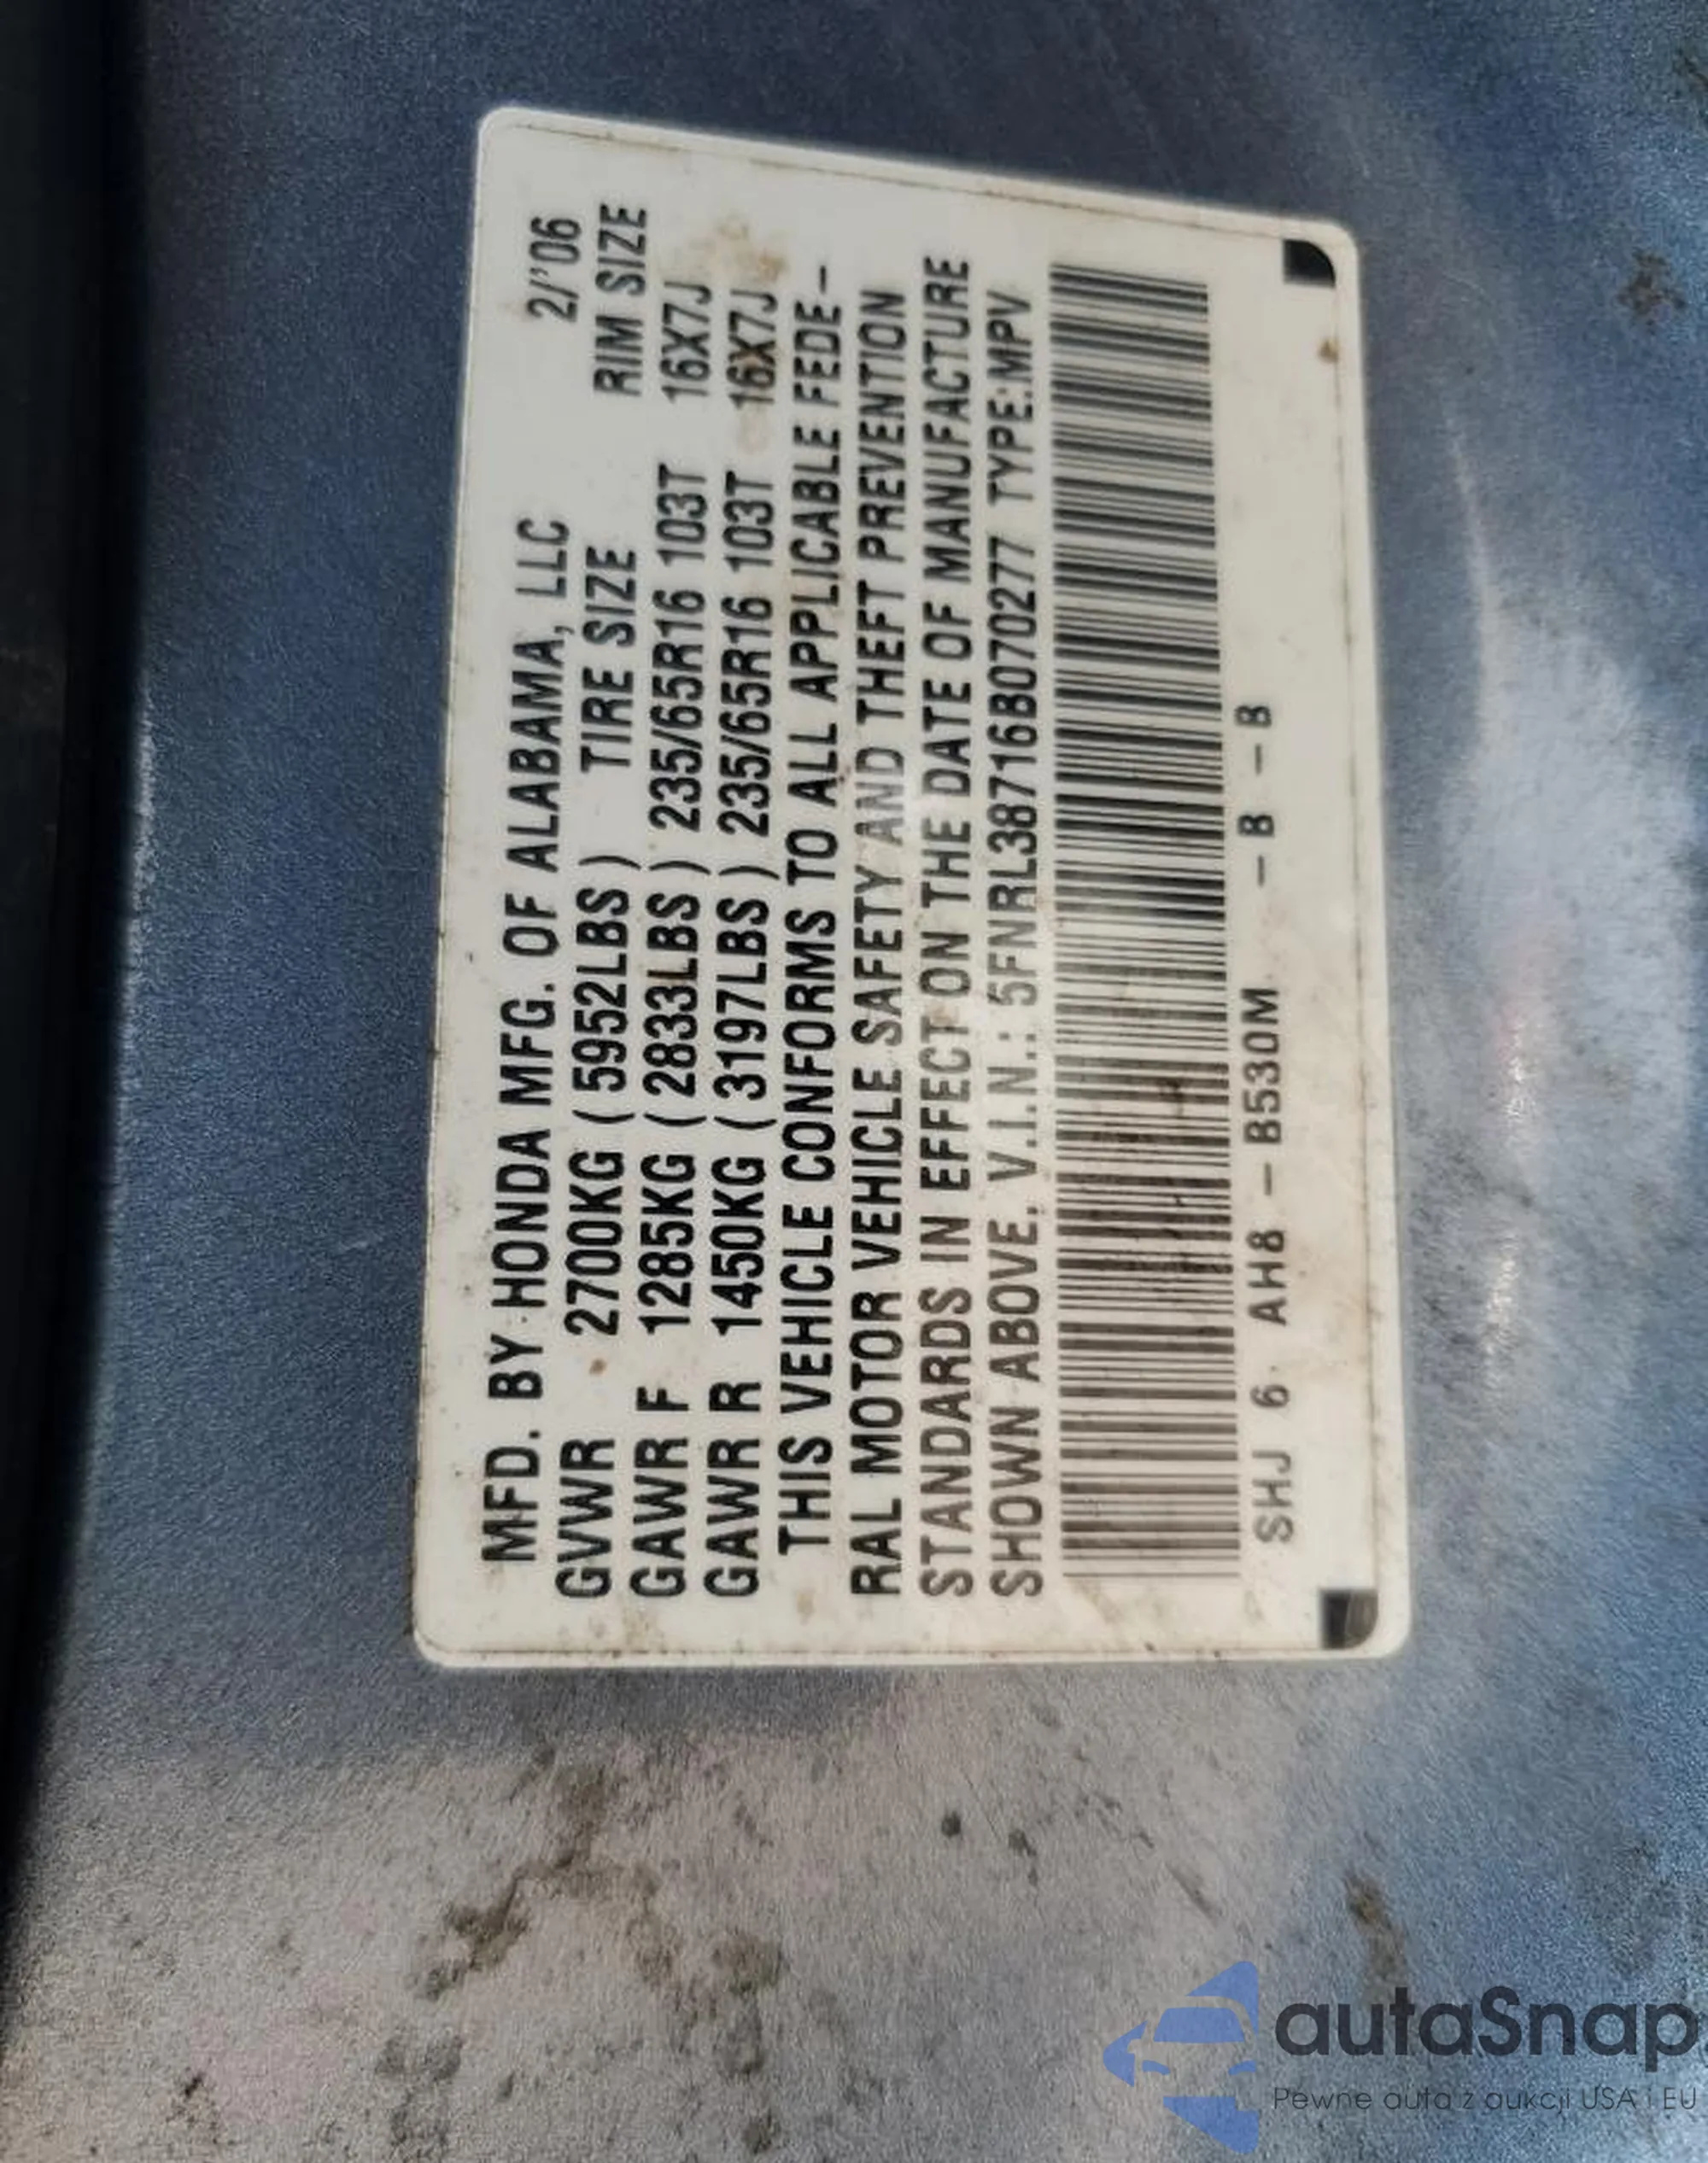 MFD. BY HONDA MFG. OF ALABAMA, LLC 2/'06
GVWR 2700KG ( 5952LBS ) TIRE SIZE RIM SIZE
GAWR F 1285KG ( 2833LBS ) 235/65R16 103T 16X7J
GAWR R 1450KG ( 3197LBS ) 235/65R16 103T 16X7J
THIS VEHICLE CONFORMS TO ALL APPLICABLE FEDE-
RAL MOTOR VEHICLE SAFETY AND THEFT PREVENTION
STANDARDS IN EFFECT ON THE DATE OF MANUFACTURE
SHOWN ABOVE. V.I.N.: 5FNRL38716B070277 TYPE:MPV
SHJ 6 AH8 - B530M - B - B
autaSnap.
Pewne auta z aukcji USA i EU